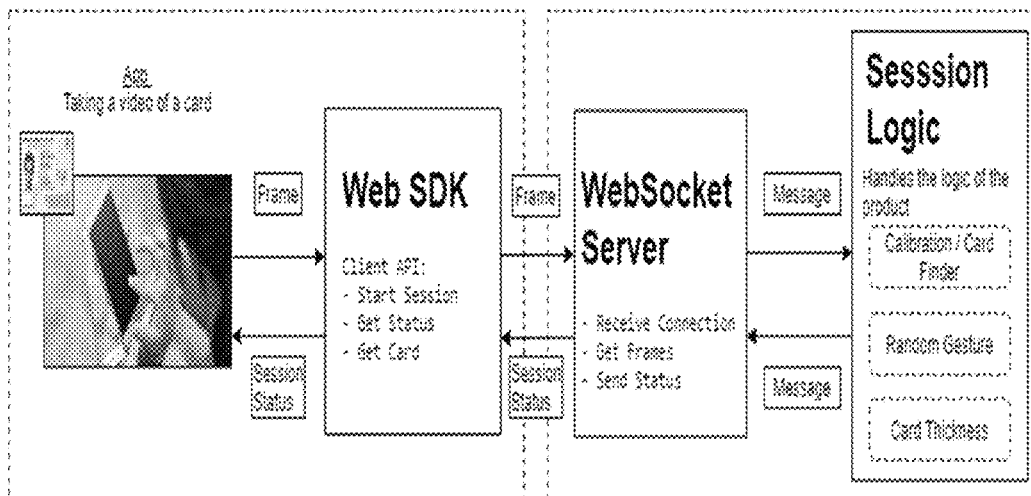 App
Taking a video of a card
Frame
Session
Status
Web SDK
Client API:
- Start Session
- Get Status
- Get Card
Frame
Session
Status
WebSocket
Server
- Receive Connection
- Get Frames
- Send Status
Message
Message
Sesssion
Logic
Handles the logic of the
product
Calibration / Card
Finder
Random Gesture
Card Thickness